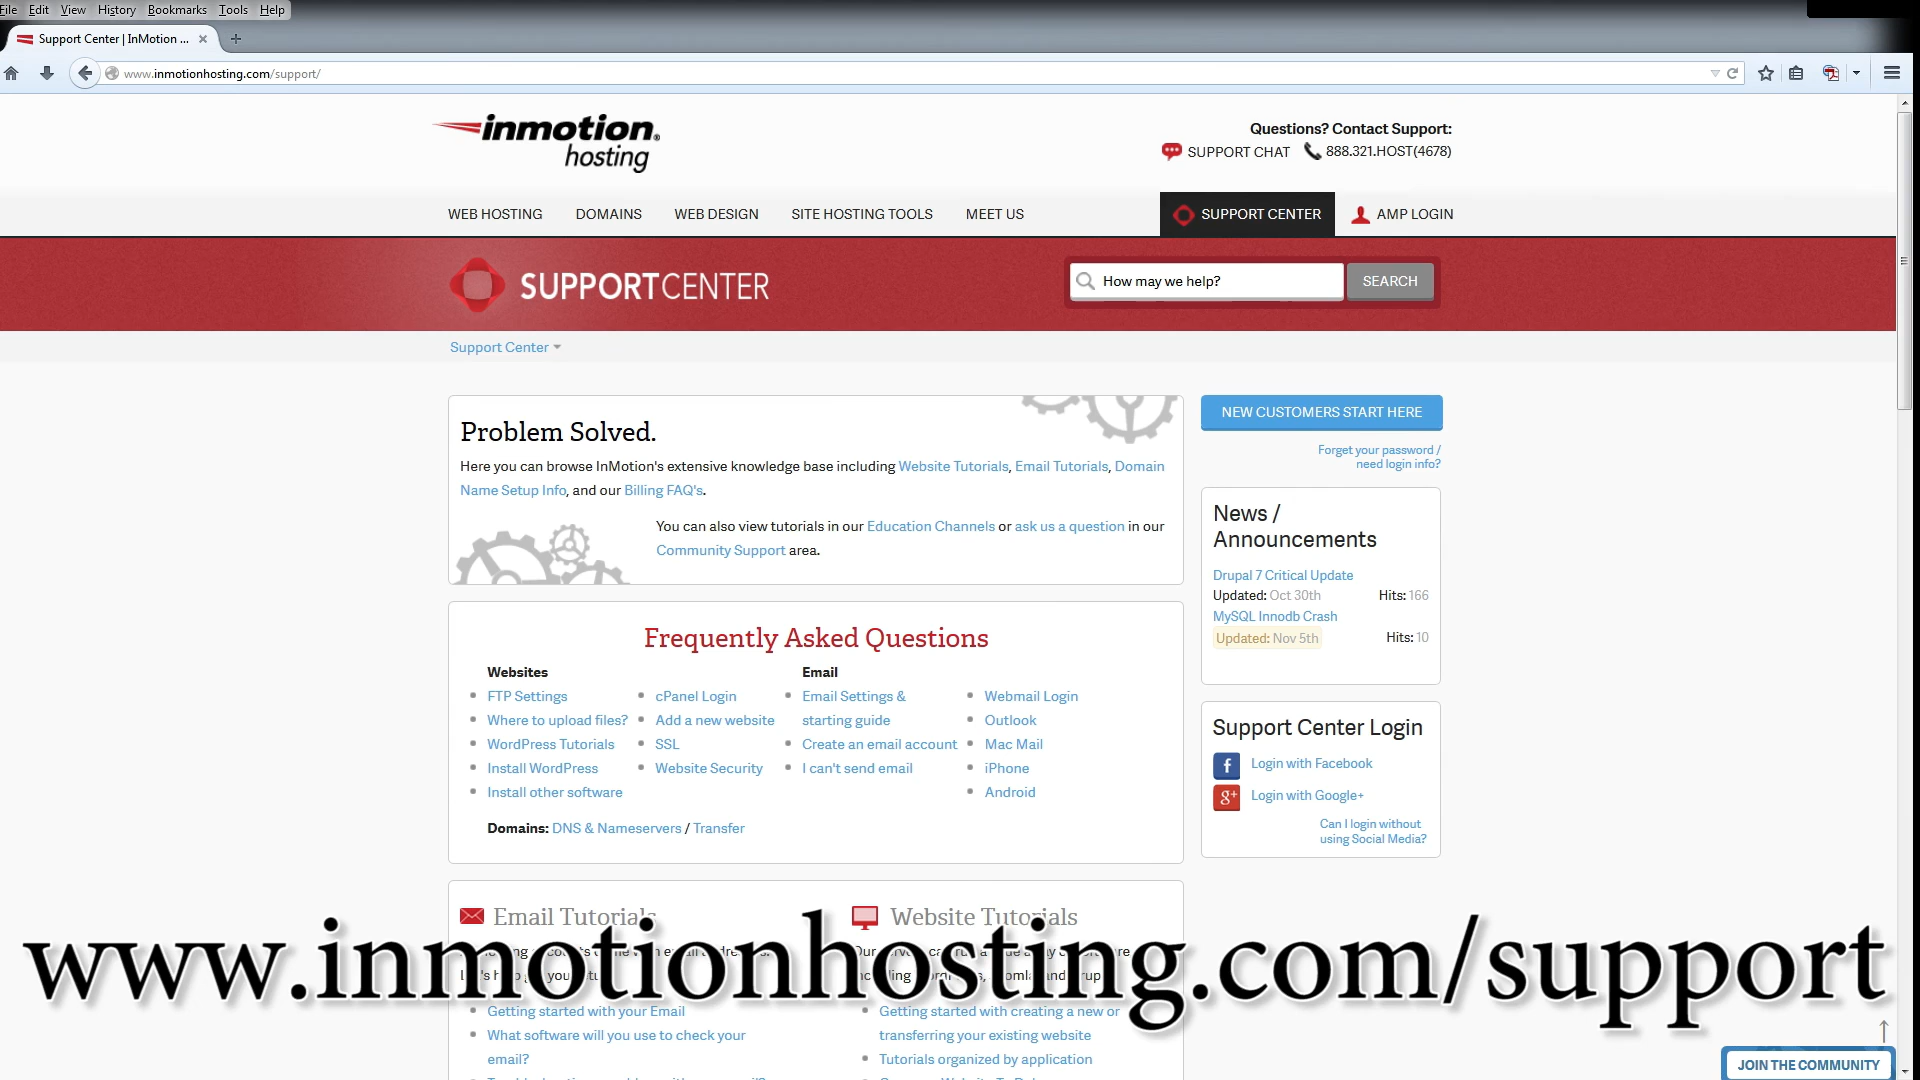 File Edit View History Bookmarks Tools Help
Support Center | InMotion ...
www.inmotionhosting.com/support/
inmotion hosting
Questions? Contact Support:
SUPPORT CHAT 888.321.HOST(4678)
WEB HOSTING DOMAINS WEB DESIGN SITE HOSTING TOOLS MEET US SUPPORT CENTER AMP LOGIN
SUPPORTCENTER
How may we help? SEARCH
Support Center
Problem Solved.
Here you can browse InMotion's extensive knowledge base including Website Tutorials, Email Tutorials, Domain
Name Setup Info, and our Billing FAQ's.
You can also view tutorials in our Education Channels or ask us a question in our
Community Support area.
NEW CUSTOMERS START HERE
Forget your password /
need login info?
News /
Announcements
Drupal 7 Critical Update
Updated: Oct 30th Hits: 166
MySQL Innodb Crash
Updated: Nov 5th Hits: 10
Frequently Asked Questions
Websites
FTP Settings
Where to upload files?
WordPress Tutorials
Install WordPress
Install other software
cPanel Login
Add a new website
SSL
Website Security
Email
Email Settings &
starting guide
Create an email account
I can't send email
Webmail Login
Outlook
Mac Mail
iPhone
Android
Domains: DNS & Nameservers / Transfer
Support Center Login
Login with Facebook
g+ Login with Google+
Can I login without
using Social Media?
Email Tutorials
Website Tutorials
www.inmotionhosting.com/support
Getting started with your Email
What software will you use to check your
email?
Getting started with creating a new or
transferring your existing website
Tutorials organized by application
JOIN THE COMMUNITY